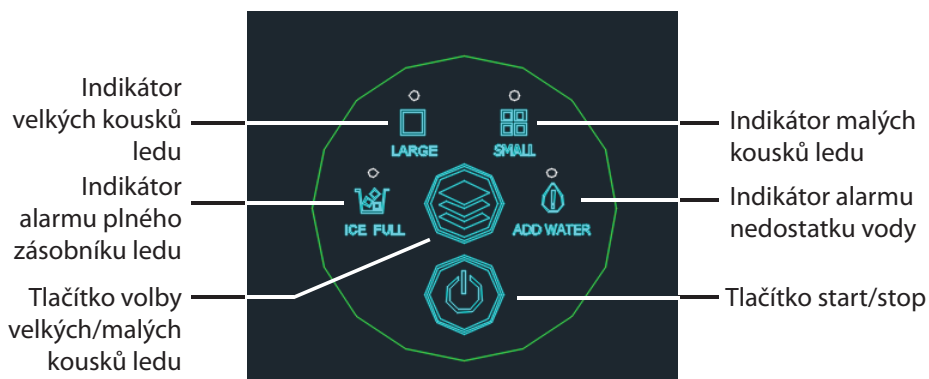 Indikátor
velkých kousků
ledu
Indikátor
alarmu plného
zásobníku ledu
Tlačítko volby
velkých/malých
kousků ledu
LARGE
SMALL
ICE FULL
ADD WATER
Indikátor malých
kousků ledu
Indikátor alarmu
nedostatku vody
Tlačítko start/stop